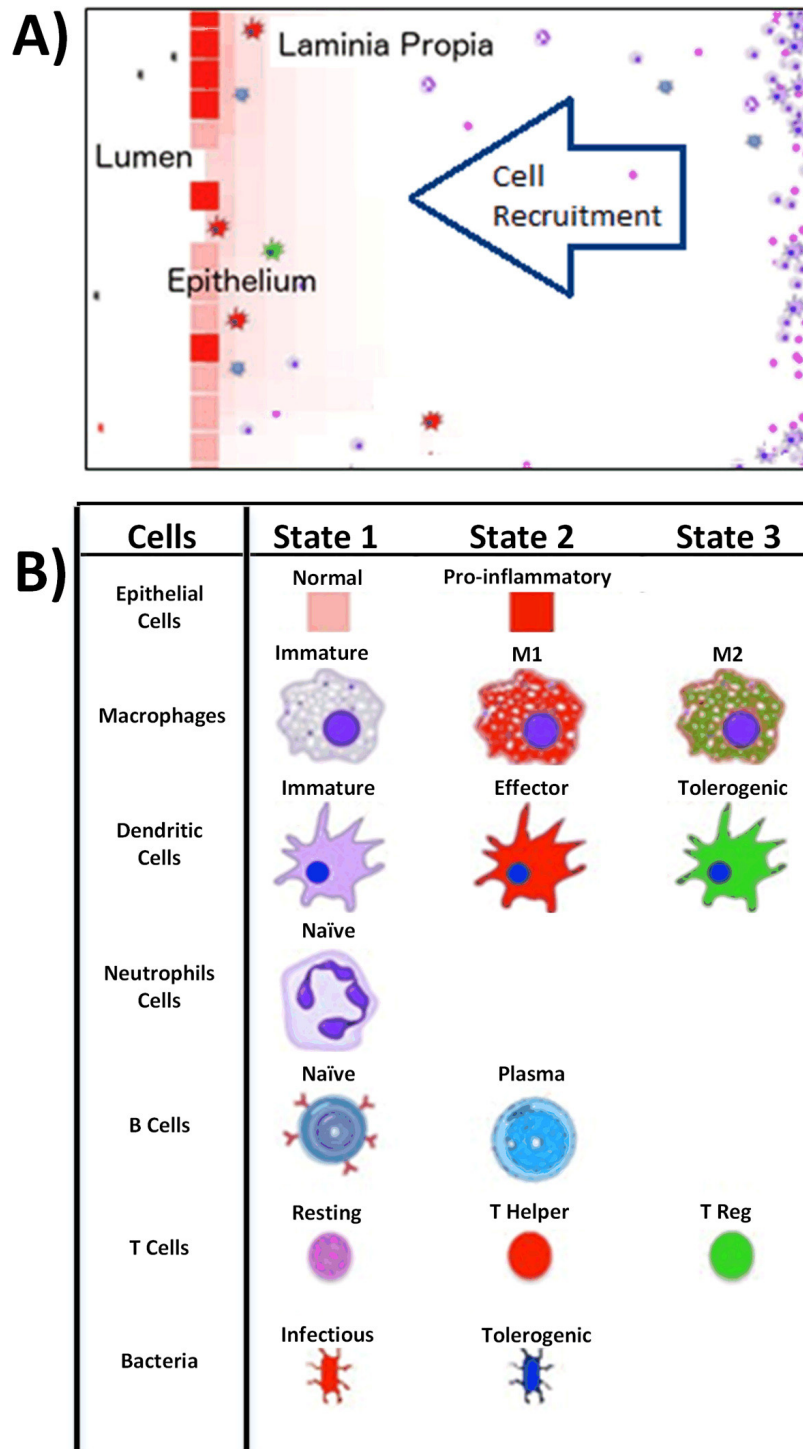 A)
Laminia Propia
Lumen
Cell
Recruitment
Epithelium
B)
Cells State 1 State 2 State 3
Normal Pro-inflammatory
Epithelial
Cells
Immature M1 M2
Macrophages
Immature Effector Tolerogenic
Dendritic
Cells
Naïve
Neutrophils
Cells
Naïve Plasma
B Cells
Resting T Helper T Reg
T Cells
Infectious Tolerogenic
Bacteria